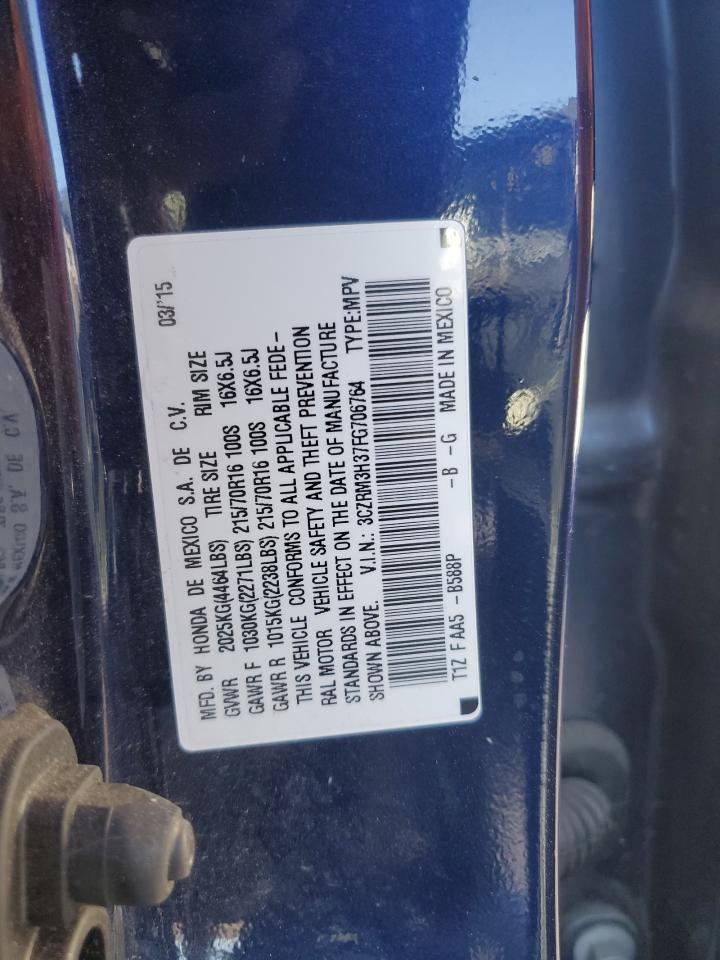 MFD. BY HONDA DE MEXICO S.A. DE C.V. 03/'15
GVWR 2025KG(4464LBS) TIRE SIZE RIM SIZE
GAWR F 1030KG(2271LBS) 215/70R16 100S 16X6.5J
GAWR R 1015KG(2238LBS) 215/70R16 100S 16X6.5J
THIS VEHICLE CONFORMS TO ALL APPLICABLE FEDE-
RAL MOTOR VEHICLE SAFETY AND THEFT PREVENTION
STANDARDS IN EFFECT ON THE DATE OF MANUFACTURE
SHOWN ABOVE. V.I.N.: 3CZRM3H37FG706764 TYPE:MPV
T1Z F AA5 -B588P -B -G MADE IN MEXICO
DE